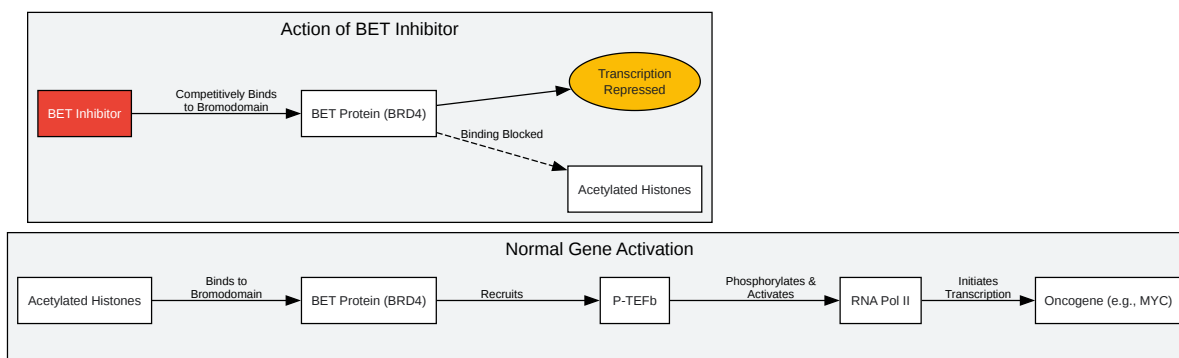 Action of BET Inhibitor
BET Inhibitor
Competitively Binds
to Bromodomain
BET Protein (BRD4)
Transcription
Repressed
Binding Blocked
Acetylated Histones
Normal Gene Activation
Acetylated Histones
Binds to
Bromodomain
BET Protein (BRD4)
Recruits
P-TEFb
Phosphorylates &
Activates
RNA Pol II
Initiates
Transcription
Oncogene (e.g., MYC)